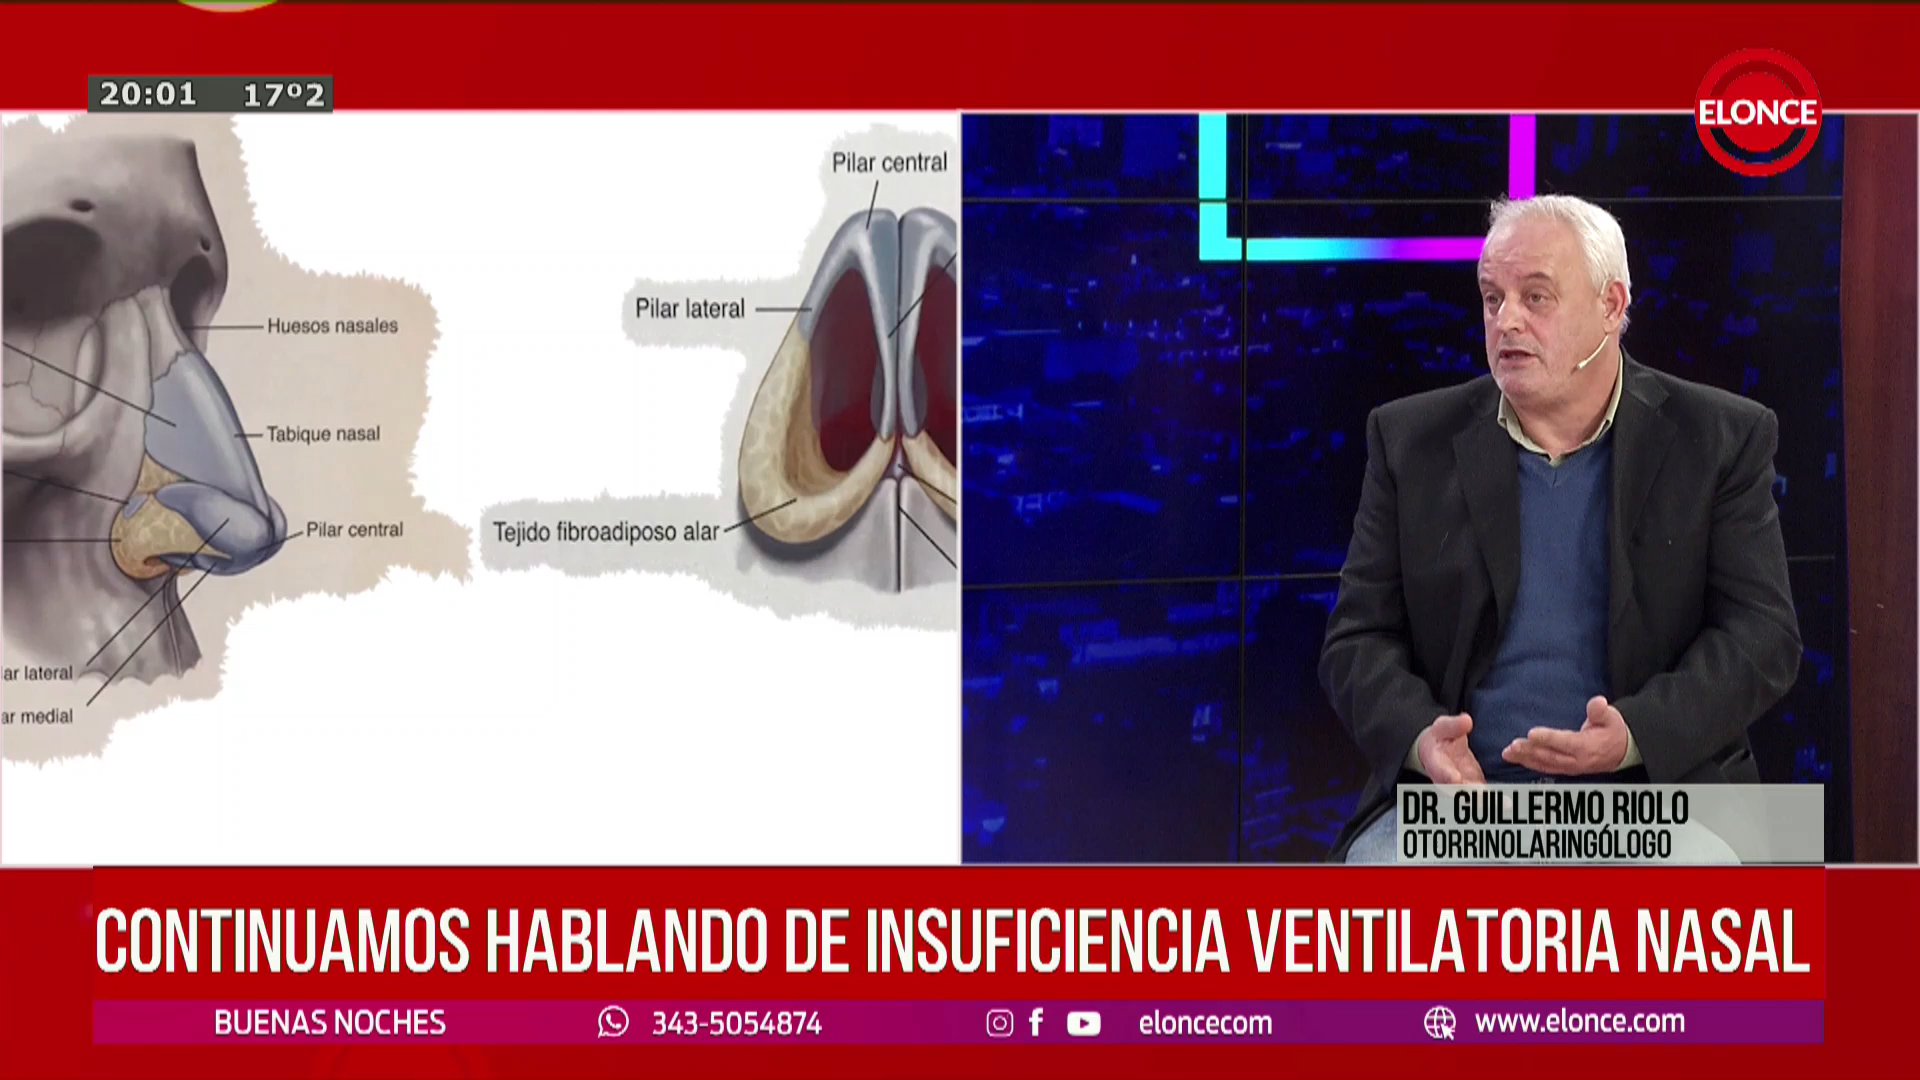 20:01 17º2
ELONCE
Pilar central
Pilar lateral
Huesos nasales
Tabique nasal
Pilar central
Tejido fibroadiposo alar
ar lateral
ar medial
DR. GUILLERMO RIOLO
OTORRINOLARINGÓLOGO
CONTINUAMOS HABLANDO DE INSUFICIENCIA VENTILATORIA NASAL
BUENAS NOCHES 343-5054874 eloncecom www.elonce.com